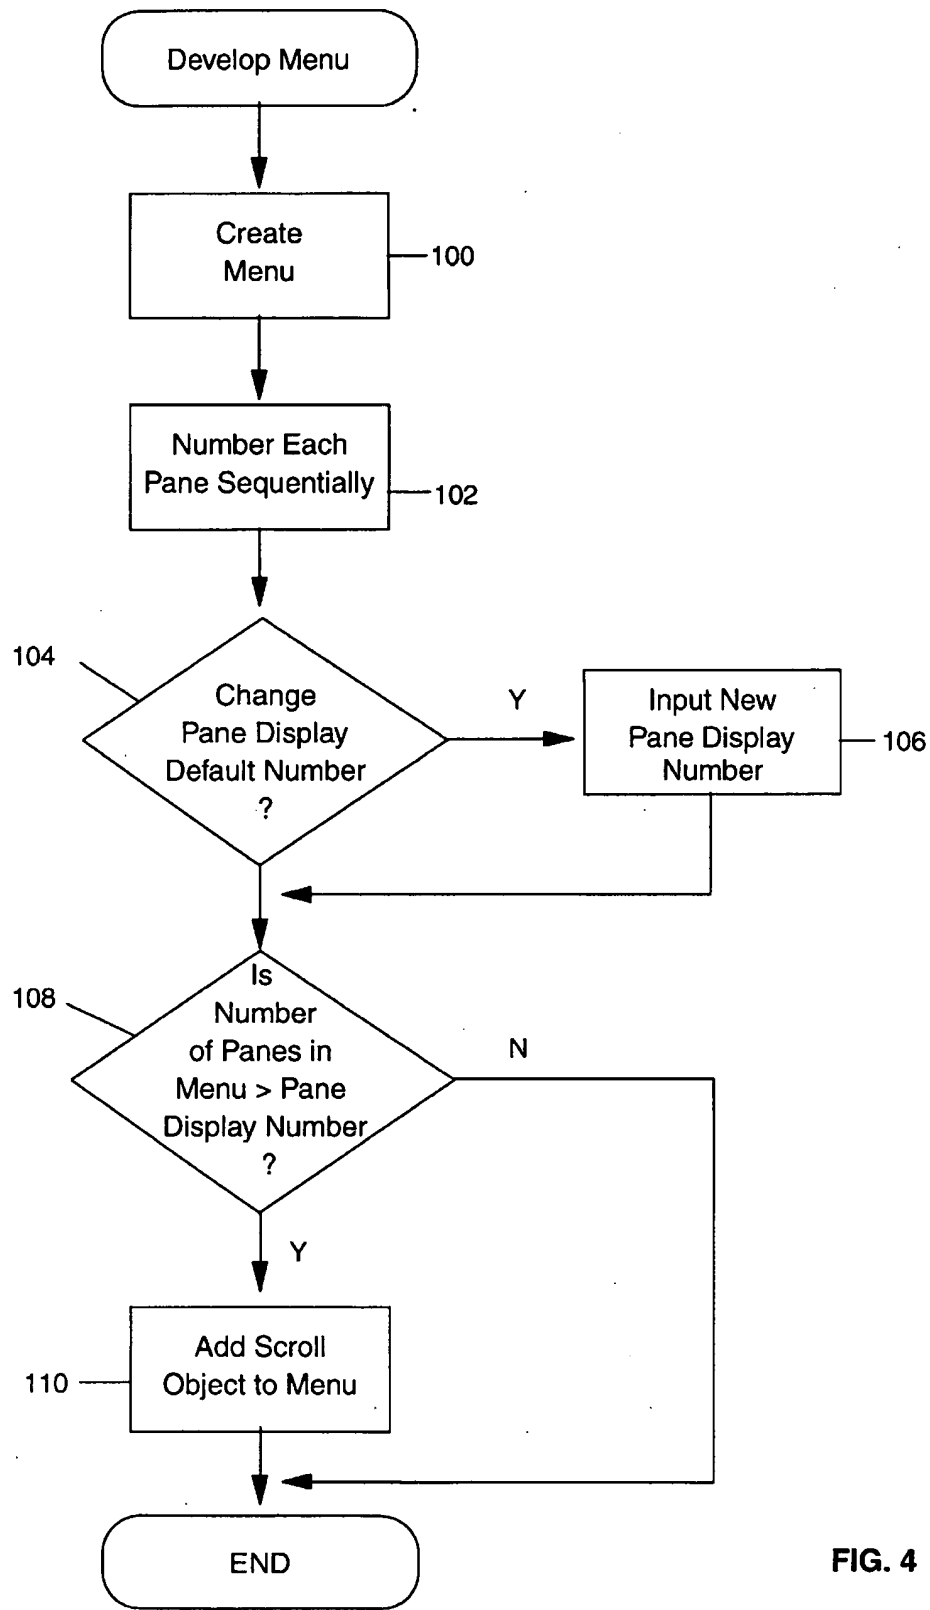 Develop Menu
Create
Menu
100
Number Each
Pane Sequentially
102
104
Change
Pane Display
Default Number
?
Y
Input New
Pane Display
Number
106
108
Is
Number
of Panes in
Menu > Pane
Display Number
?
N
Y
Add Scroll
Object to Menu
110
END
FIG. 4